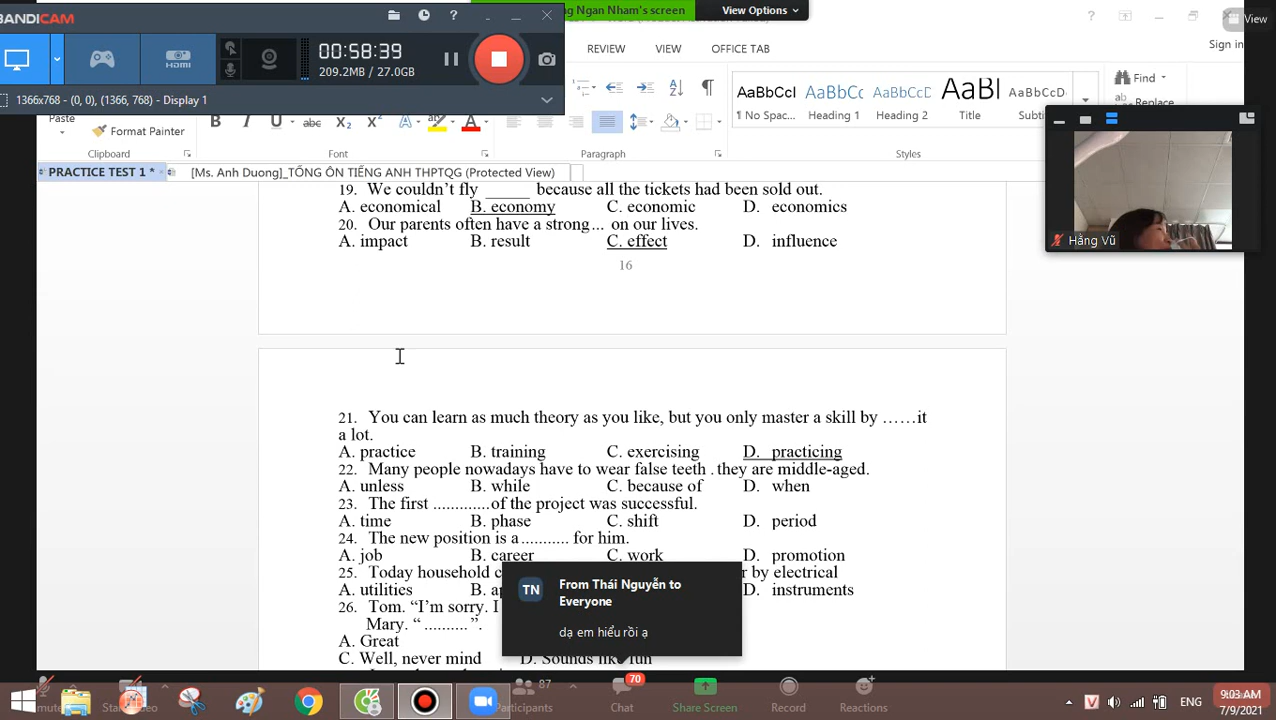 BANDICAM
00:58:39
209.2MB / 27.0GB
1366x768 - (0, 0), (1366, 768) - Display 1
Ngan Nham's screen
View Options
View
REVIEW
VIEW
OFFICE TAB
Sign in
AaBbCcI
AaBbCc
AaBbCcD
AaBl
AaBbCcD
¶ No Spac...
Heading 1
Heading 2
Title
Find
Replace
Paste
Format Painter
Clipboard
Font
Paragraph
Styles
PRACTICE TEST 1 *
[Ms. Anh Duong]_TỔNG ÔN TIẾNG ANH THPTQG (Protected View)
Hằng Vũ
19. We couldn't fly _____ because all the tickets had been sold out.
A. economical B. economy C. economic D. economics
20. Our parents often have a strong... on our lives.
A. impact B. result C. effect D. influence
16
21. You can learn as much theory as you like, but you only master a skill by ……it
a lot.
A. practice B. training C. exercising D. practicing
22. Many people nowadays have to wear false teeth . they are middle-aged.
A. unless B. while C. because of D. when
23. The first .............of the project was successful.
A. time B. phase C. shift D. period
24. The new position is a........... for him.
A. job B. career C. work D. promotion
25. Today household by electrical
A. utilities D. instruments
26. Tom. “I'm sorry. I
Mary. “ ..........”.
A. Great
C. Well, never mind D. Sounds like fun
TN
From Thái Nguyễn to
Everyone
dạ em hiểu rồi ạ
87
70
Participants
Chat
Share Screen
Record
Reactions
ENG
9:03 AM
7/9/2021